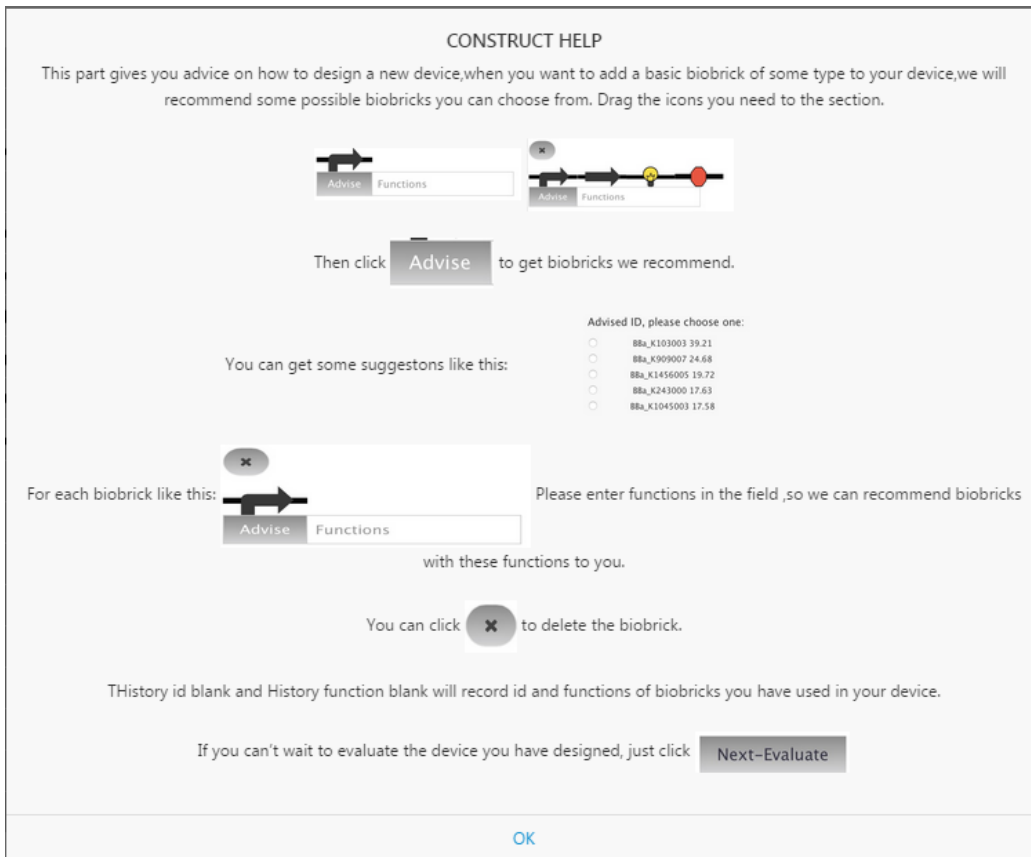 CONSTRUCT HELP
This part gives you advice on how to design a new device,when you want to add a basic biobrick of some type to your device,we will
recommend some possible biobricks you can choose from. Drag the icons you need to the section.
Advise Functions
Advise Functions
Then click Advise to get biobricks we recommend.
You can get some suggestons like this:
Advised ID, please choose one:
BBa_K103003 39.21
BBa_K909007 24.68
BBa_K1456005 19.72
BBa_K243000 17.63
BBa_K1045003 17.58
For each biobrick like this: Please enter functions in the field ,so we can recommend biobricks
Advise Functions
with these functions to you.
You can click to delete the biobrick.
THistory id blank and History function blank will record id and functions of biobricks you have used in your device.
If you can't wait to evaluate the device you have designed, just click Next-Evaluate
OK